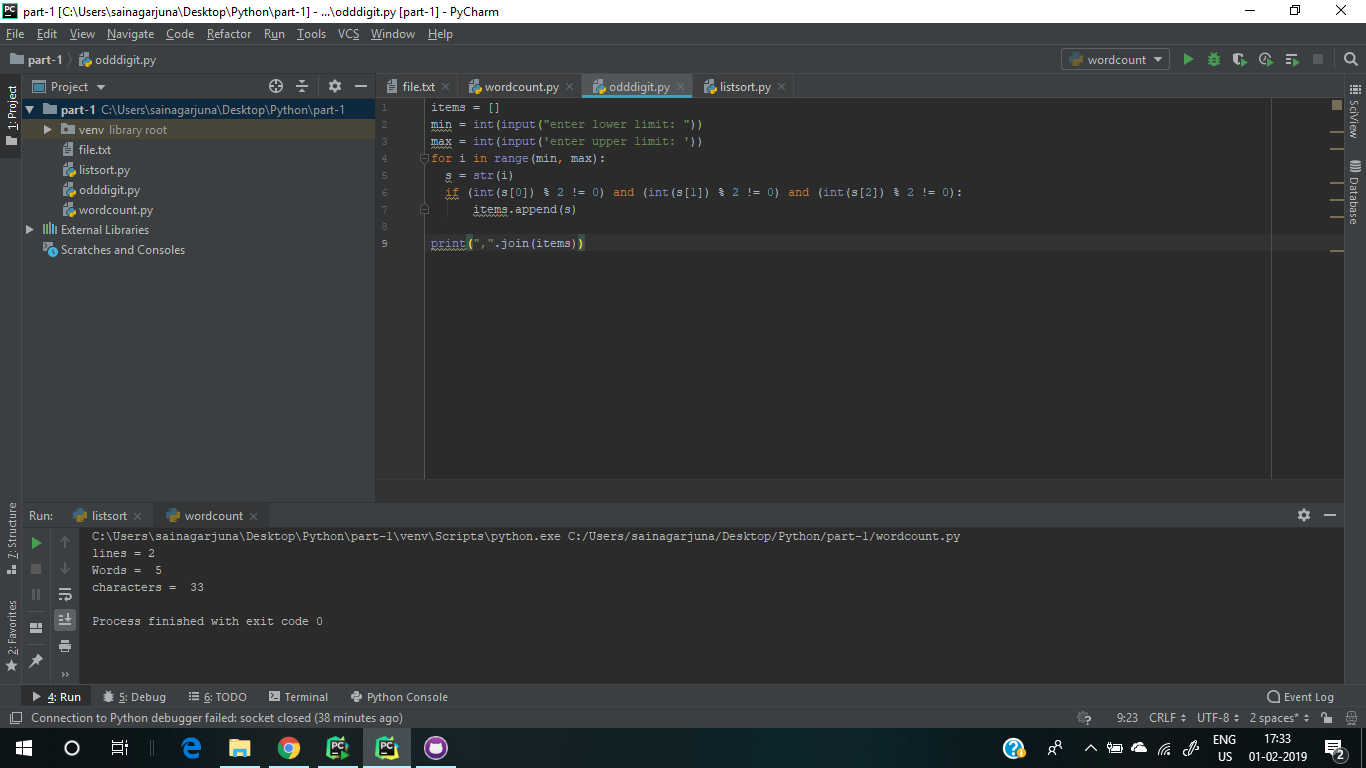 part-1 [C:\Users\sainagarjuna\Desktop\Python\part-1] - ...\odddigit.py [part-1] - PyCharm
File Edit View Navigate Code Refactor Run Tools VCS Window Help
part-1 odddigit.py wordcount
1: Project
Project
file.txt wordcount.py odddigit.py listsort.py
part-1 C:\Users\sainagarjuna\Desktop\Python\part-1
venv library root
file.txt
listsort.py
odddigit.py
wordcount.py
External Libraries
Scratches and Consoles
1 items = []
2 min = int(input("enter lower limit: "))
3 max = int(input('enter upper limit: '))
4 for i in range(min, max):
5 s = str(i)
6 if (int(s[0]) % 2 != 0) and (int(s[1]) % 2 != 0) and (int(s[2]) % 2 != 0):
7 items.append(s)
8
9 print(",".join(items))
SciView
Database
7: Structure
2: Favorites
Run: listsort wordcount
C:\Users\sainagarjuna\Desktop\Python\part-1\venv\Scripts\python.exe C:/Users/sainagarjuna/Desktop/Python/part-1/wordcount.py
lines = 2
Words =  5
characters =  33
Process finished with exit code 0
4: Run 5: Debug 6: TODO Terminal Python Console Event Log
Connection to Python debugger failed: socket closed (38 minutes ago) 9:23 CRLF UTF-8 2 spaces*
ENG
US
17:33
01-02-2019
2